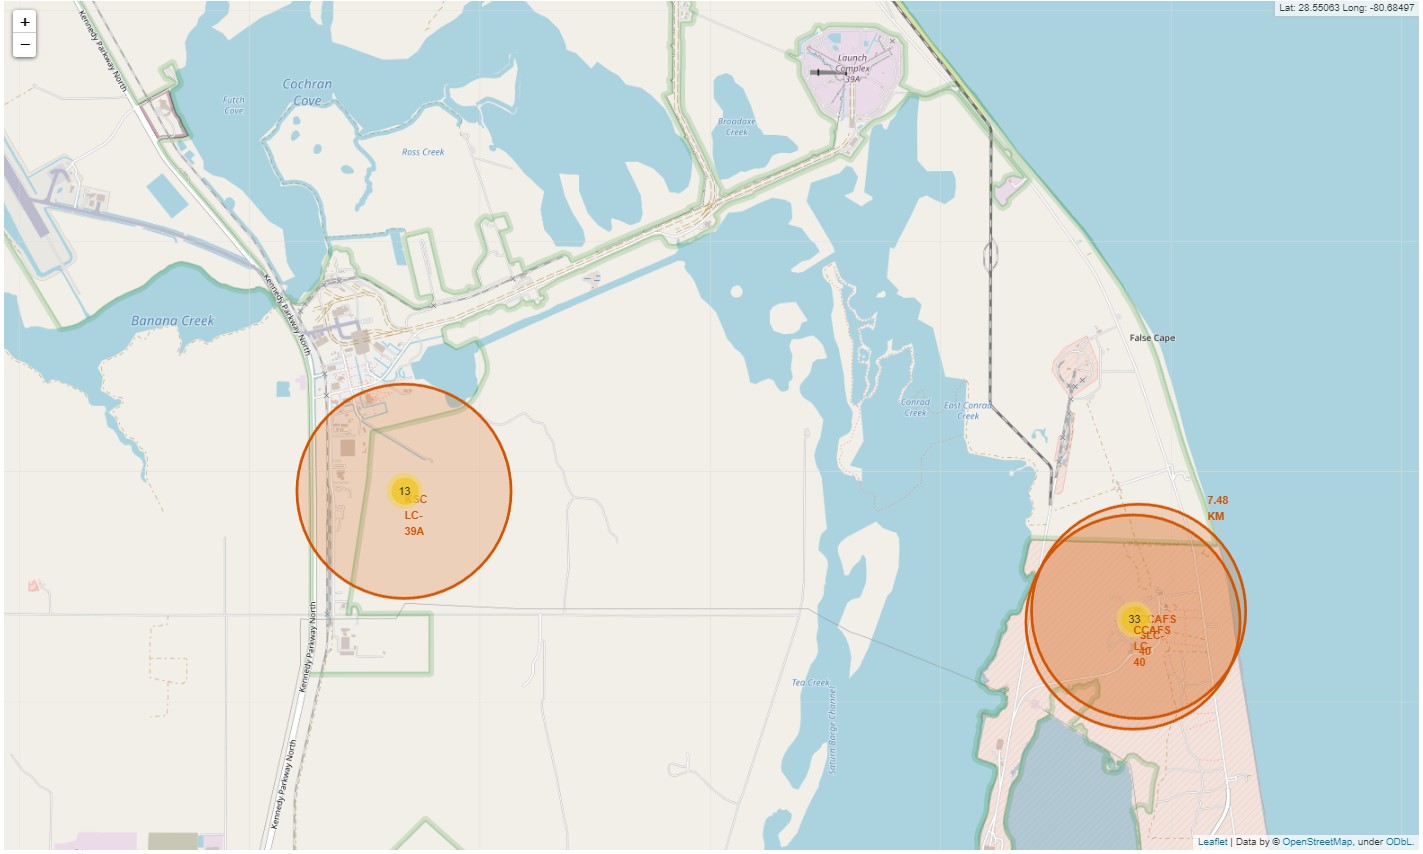 +
−
Lat: 28.55063 Long: -80.68497
Kennedy Parkway North
Cochran
Cove
Futch
Cove
Ross Creek
Broadaxe
Creek
Launch
Complex
39A
Banana Creek
Kennedy Parkway North
False Cape
Conrad
Creek
East Conrad
Creek
13
KSC
LC-
39A
7.48
KM
33
CCAFS
CCAFS
SLC-
LC-
40
40
Kennedy Parkway North
Tea Creek
Saturn Barge Channel
Kennedy Parkway North
Leaflet | Data by © OpenStreetMap, under ODbL.